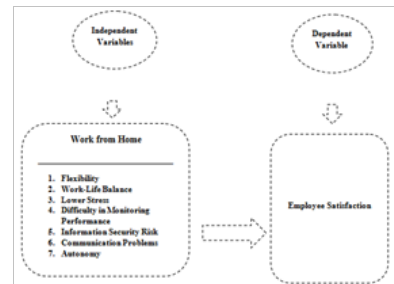 Independent
Variables
Dependent
Variable
Work from Home
1. Flexibility
2. Work-Life Balance
3. Lower Stress
4. Difficulty in Monitoring
Performance
5. Information Security Risk
6. Communication Problems
7. Autonomy
Employee Satisfaction